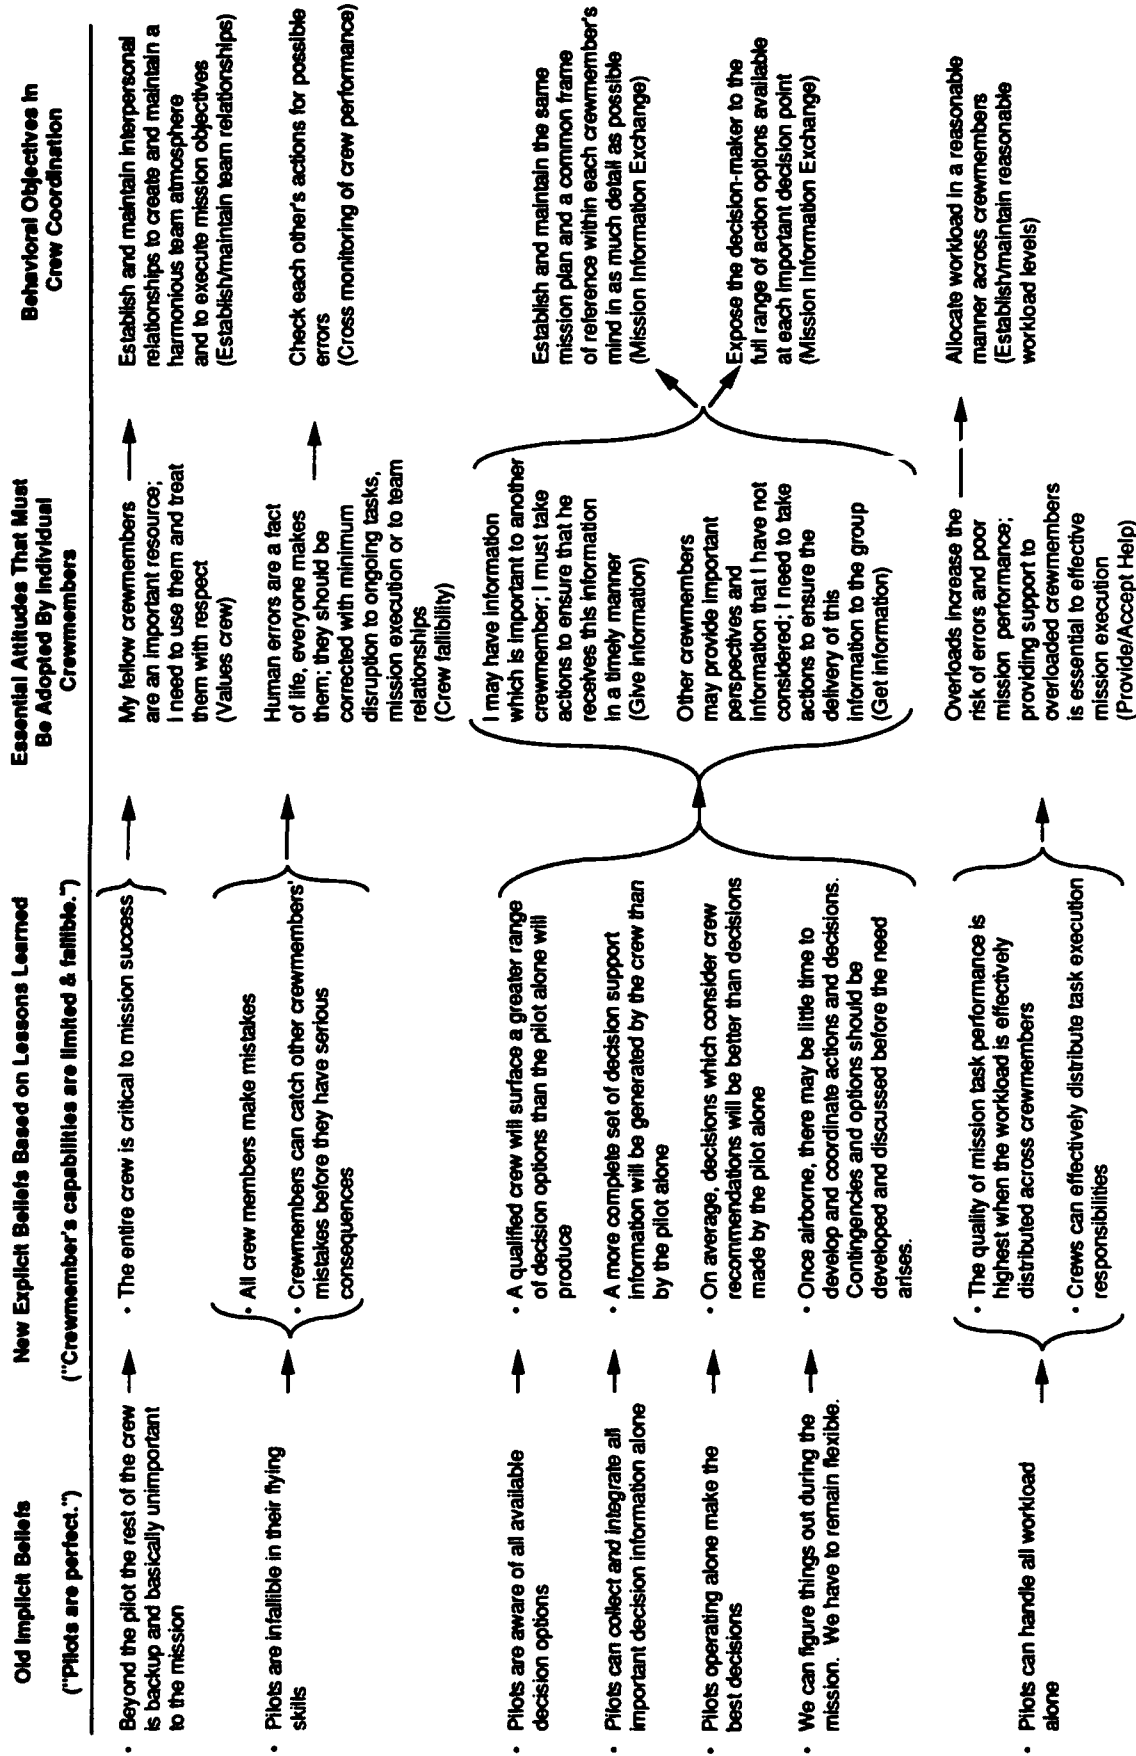 Old Implicit Beliefs
("Pilots are perfect.")
New Explicit Beliefs Based on Lessons Learned
("Crewmember's capabilities are limited & fallible.")
Essential Attitudes That Must
Be Adopted By Individual
Crewmembers
Behavioral Objectives in
Crew Coordination
• Beyond the pilot the rest of the crew
is backup and basically unimportant
to the mission
• The entire crew is critical to mission success
My fellow crewmembers
are an important resource;
I need to use them and treat
them with respect
(Values crew)
Establish and maintain interpersonal
relationships to create and maintain a
harmonious team atmosphere
and to execute mission objectives
(Establish/maintain team relationships)
• Pilots are infallible in their flying
skills
• All crew members make mistakes
• Crewmembers can catch other crewmembers'
mistakes before they have serious
consequences
Human errors are a fact
of life, everyone makes
them; they should be
corrected with minimum
disruption to ongoing tasks,
mission execution or to team
relationships
(Crew fallibility)
Check each other's actions for possible
errors
(Cross monitoring of crew performance)
• Pilots are aware of all available
decision options
• Pilots can collect and integrate all
important decision information alone
• Pilots operating alone make the
best decisions
• We can figure things out during the
mission. We have to remain flexible.
• A qualified crew will surface a greater range
of decision options than the pilot alone will
produce
• A more complete set of decision support
information will be generated by the crew than
by the pilot alone
• On average, decisions which consider crew
recommendations will be better than decisions
made by the pilot alone
• Once airborne, there may be little time to
develop and coordinate actions and decisions.
Contingencies and options should be
developed and discussed before the need
arises.
I may have information
which is important to another
crewmember; I must take
actions to ensure that he
receives this information
in a timely manner
(Give information)
Other crewmembers
may provide important
perspectives and
information that I have not
considered; I need to take
actions to ensure the
delivery of this
information to the group
(Get information)
Establish and maintain the same
mission plan and a common frame
of reference within each crewmember's
mind in as much detail as possible
(Mission Information Exchange)
Expose the decision-maker to the
full range of action options available
at each important decision point
(Mission Information Exchange)
• Pilots can handle all workload
alone
• The quality of mission task performance is
highest when the workload is effectively
distributed across crewmembers
• Crews can effectively distribute task execution
responsibilities
Overloads increase the
risk of errors and poor
mission performance;
providing support to
overloaded crewmembers
is essential to effective
mission execution
(Provide/Accept Help)
Allocate workload in a reasonable
manner across crewmembers
(Establish/maintain reasonable
workload levels)